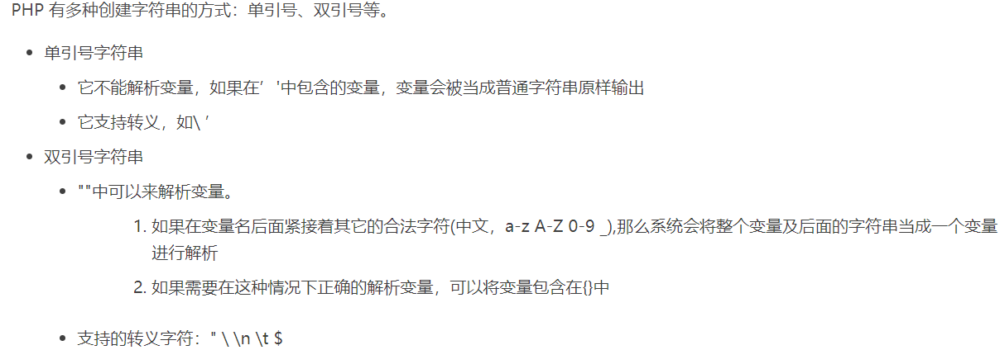 PHP 有多种创建字符串的方式：单引号、双引号等。
单引号字符串
它不能解析变量，如果在’'中包含的变量，变量会被当成普通字符串原样输出
它支持转义，如\ ’
双引号字符串
""中可以来解析变量。
1. 如果在变量名后面紧接着其它的合法字符(中文，a-z A-Z 0-9 _),那么系统会将整个变量及后面的字符串当成一个变量
进行解析
2. 如果需要在这种情况下正确的解析变量，可以将变量包含在{}中
支持的转义字符：" \ \n \t $